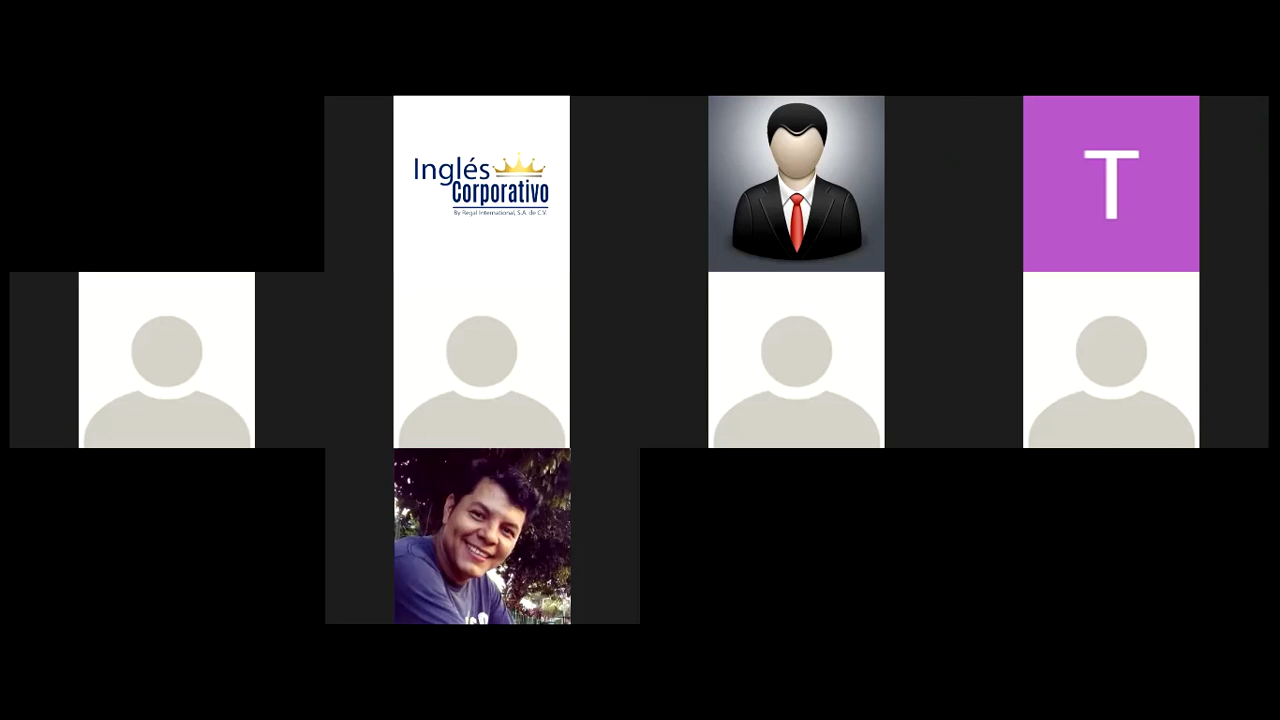 Inglés
Corporativo
By Regal International, S.A. de C.V.
T